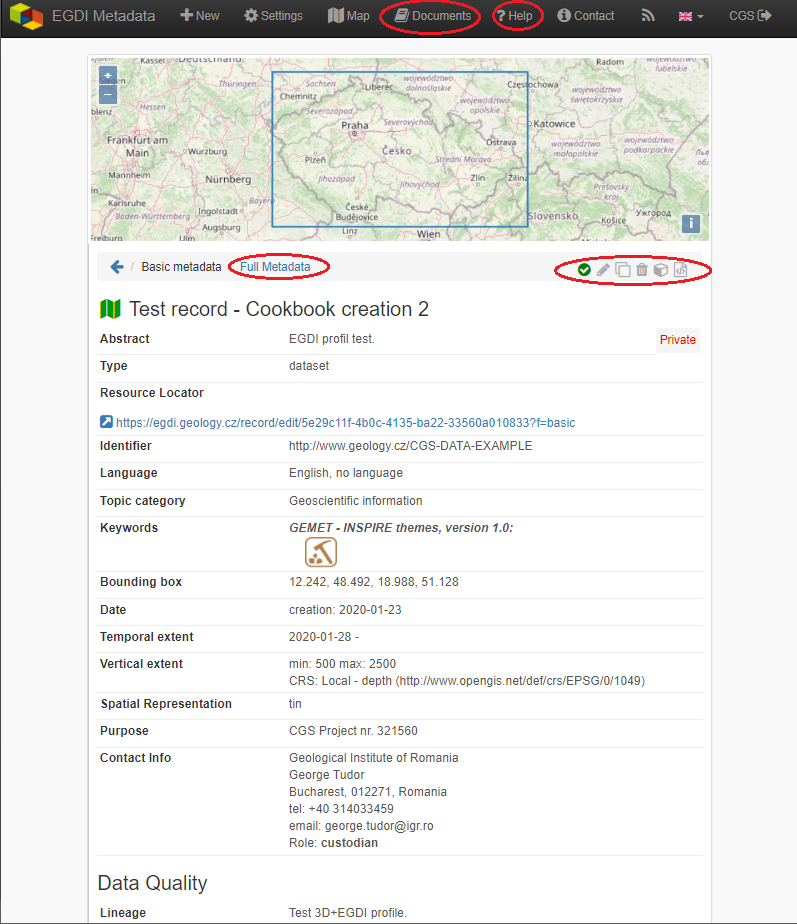 EGDI Metadata New Settings Map Documents ? Help Contact CGS
+
−
Kassel
Deutschland
Radom
województwo
lubelskie
Thüringen
Sachsen
Liberec
województwo
dolnośląskie
Częstochowa
województwo
świętokrzyskie
Hessen
Chemnitz
województwo
opolskie
Severozápad
Katowice
Frankfurt am
Main
Praha
Severovýchod
Würzburg
Česko
Ostrava
województwo
małopolskie
województwo
podkarpackie
Mannheim
Nürnberg
Plzeň
Střední Morava
Jihozápad
Jihovýchod
Zlín
Žilina
Prešovský
kraj
Karlsruhe
Bayern
České
Budějovice
Baden-Württemberg
Ingolstadt
Slovensko
Košice
Ужгород
Augsburg
Linz
Freiburg
Ulm
Wien
i
/ Basic metadata Full Metadata
Test record - Cookbook creation 2
Abstract EGDI profil test. Private
Type dataset
Resource Locator
https://egdi.geology.cz/record/edit/5e29c11f-4b0c-4135-ba22-33560a010833?f=basic
Identifier http://www.geology.cz/CGS-DATA-EXAMPLE
Language English, no language
Topic category Geoscientific information
Keywords GEMET - INSPIRE themes, version 1.0:
Bounding box 12.242, 48.492, 18.988, 51.128
Date creation: 2020-01-23
Temporal extent 2020-01-28 -
Vertical extent min: 500 max: 2500
CRS: Local - depth (http://www.opengis.net/def/crs/EPSG/0/1049)
Spatial Representation tin
Purpose CGS Project nr. 321560
Contact Info Geological Institute of Romania
George Tudor
Bucharest, 012271, Romania
tel: +40 314033459
email: george.tudor@igr.ro
Role: custodian
Data Quality
Lineage Test 3D+EGDI profile.